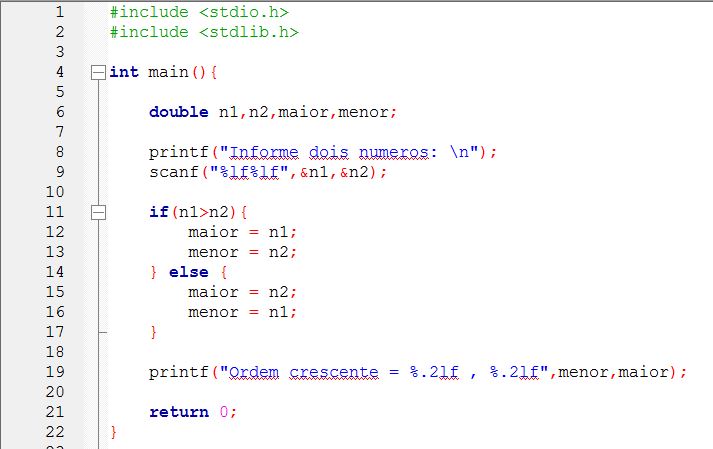 1 #include <stdio.h>
2 #include <stdlib.h>
3
4 int main(){
5
6 double n1,n2,maior,menor;
7
8 printf("Informe dois numeros: \n");
9 scanf("%lf%lf",&n1,&n2);
10
11 if(n1>n2){
12 maior = n1;
13 menor = n2;
14 } else {
15 maior = n2;
16 menor = n1;
17 }
18
19 printf("Ordem crescente = %.2lf , %.2lf",menor,maior);
20
21 return 0;
22 }